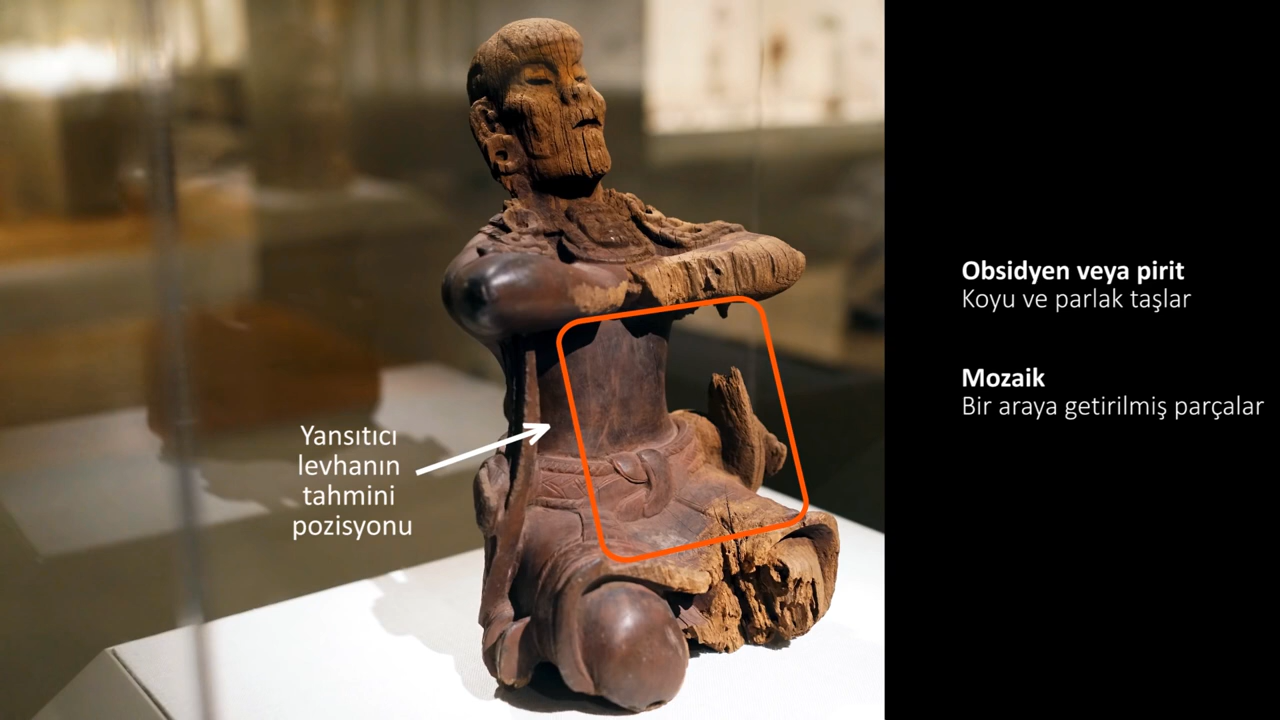 Yansıtıcı
levhanın
tahmini
pozisyonu
Obsidyen veya pirit
Koyu ve parlak taşlar
Mozaik
Bir araya getirilmiş parçalar